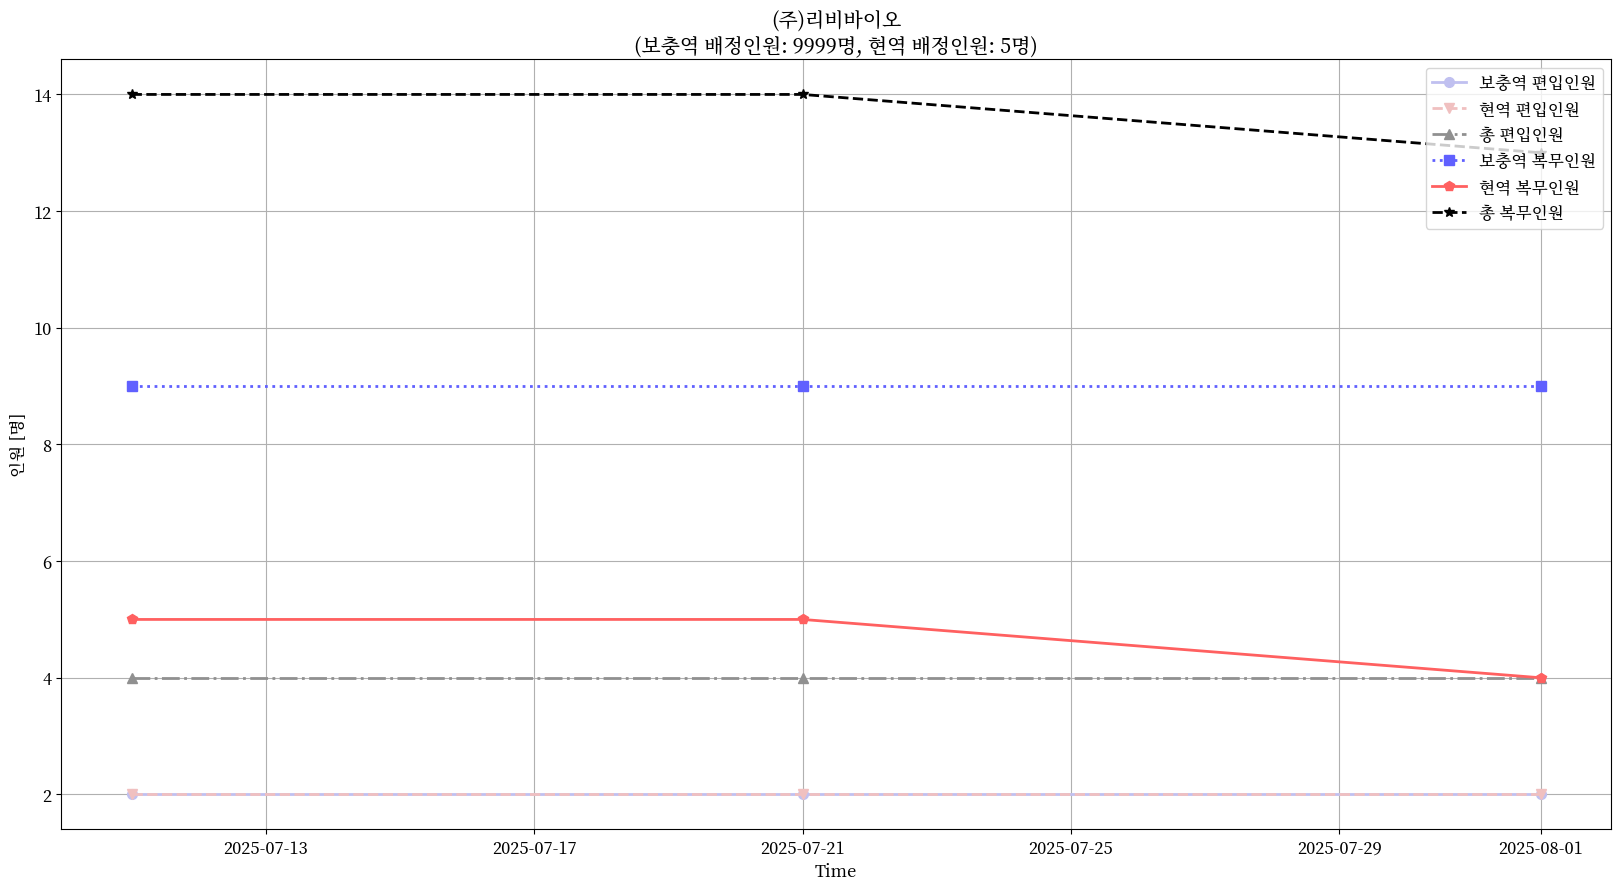 (주)리비바이오
(보충역 배정인원: 9999명, 현역 배정인원: 5명)
보충역 편입인원
현역 편입인원
총 편입인원
보충역 복무인원
현역 복무인원
총 복무인원
인원 [명]
14
12
10
8
6
4
2
2025-07-13
2025-07-17
2025-07-21
2025-07-25
2025-07-29
2025-08-01
Time